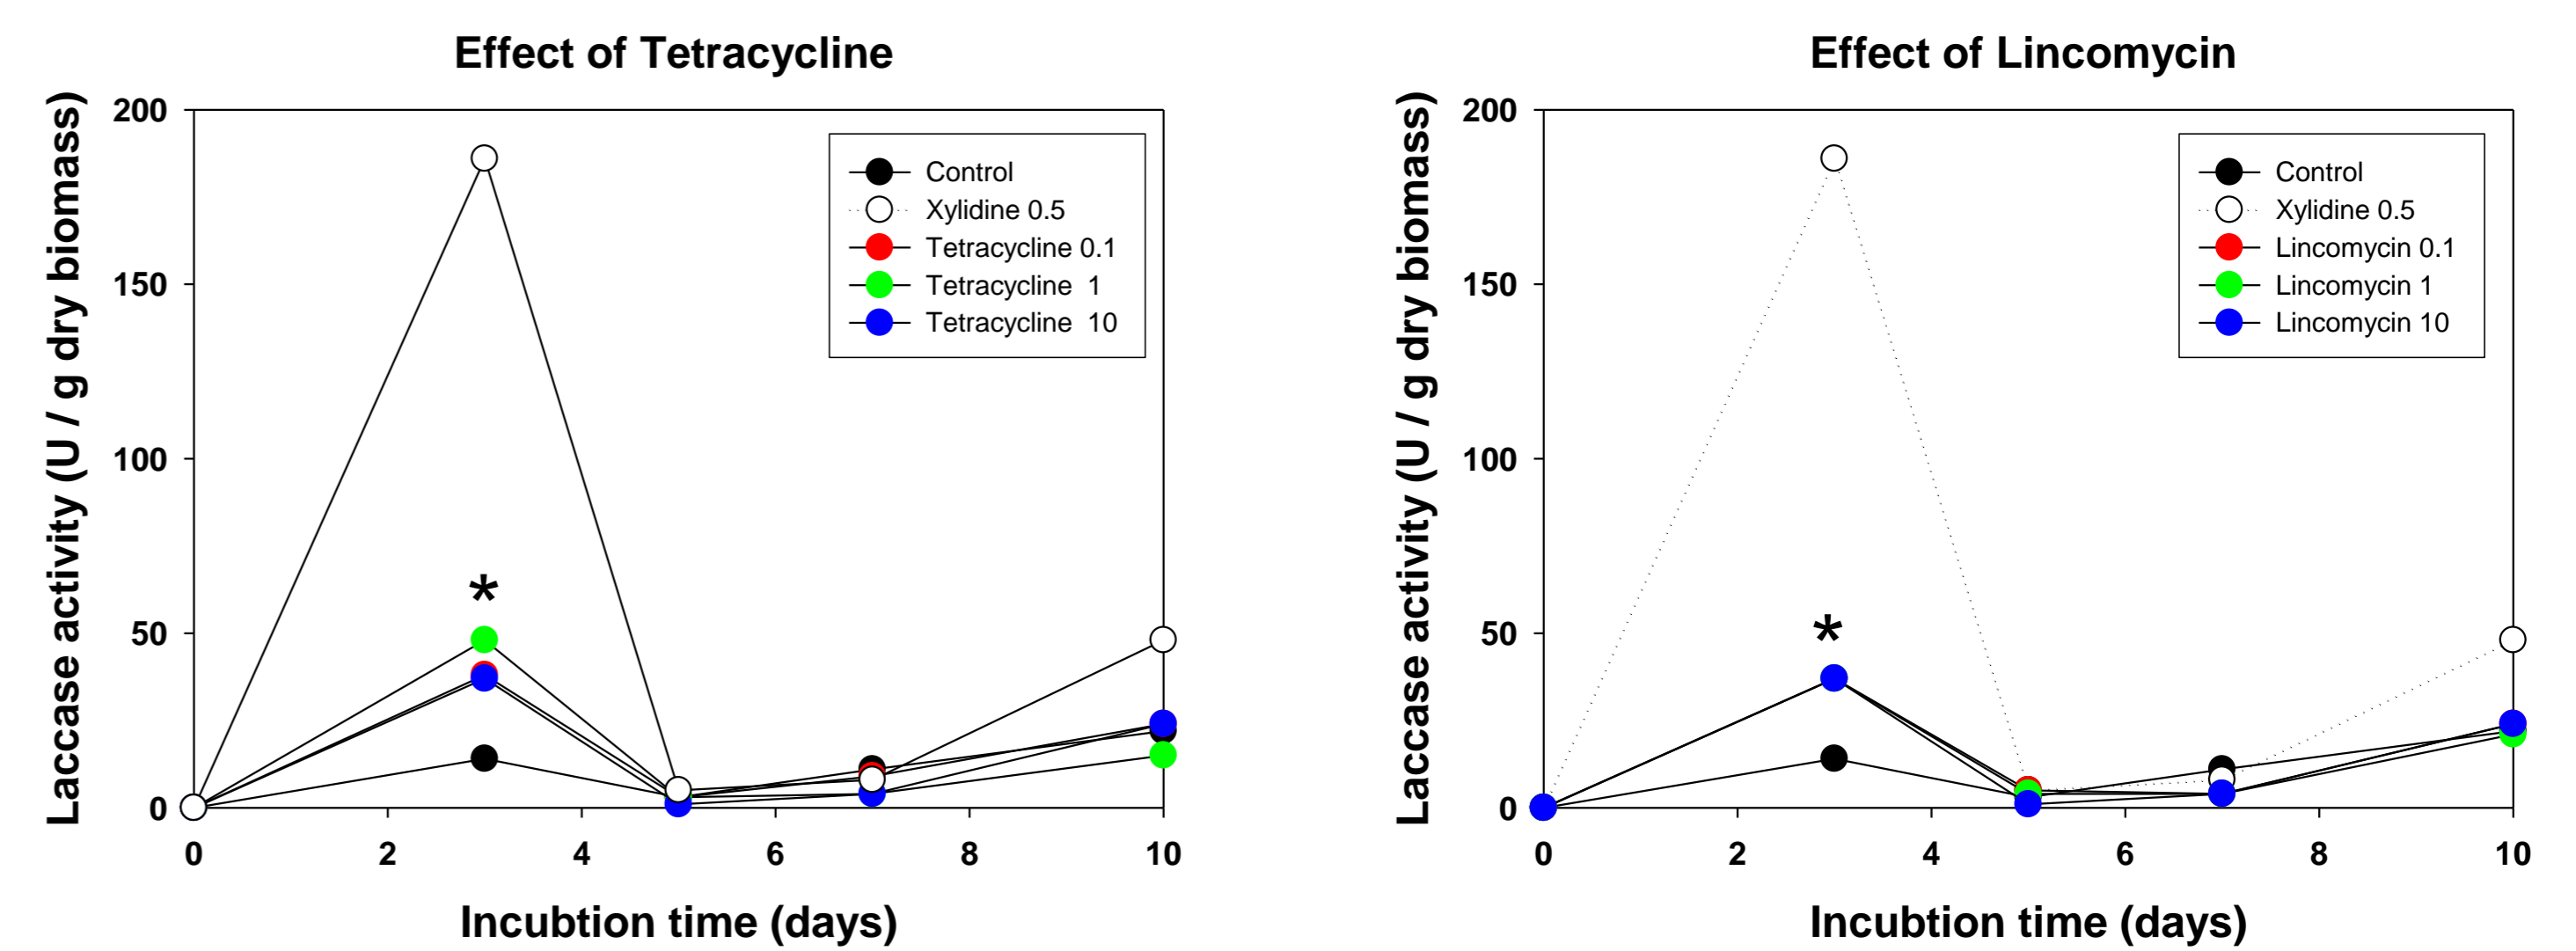 Effect of Tetracycline
Laccase activity (U / g dry biomass)
200
150
100
50
0
Control
Xylidine 0.5
Tetracycline 0.1
Tetracycline  1
Tetracycline  10
*
0 2 4 6 8 10
Incubtion time (days)
Effect of Lincomycin
Laccase activity (U / g dry biomass)
200
150
100
50
0
Control
Xylidine 0.5
Lincomycin 0.1
Lincomycin 1
Lincomycin 10
*
0 2 4 6 8 10
Incubtion time (days)